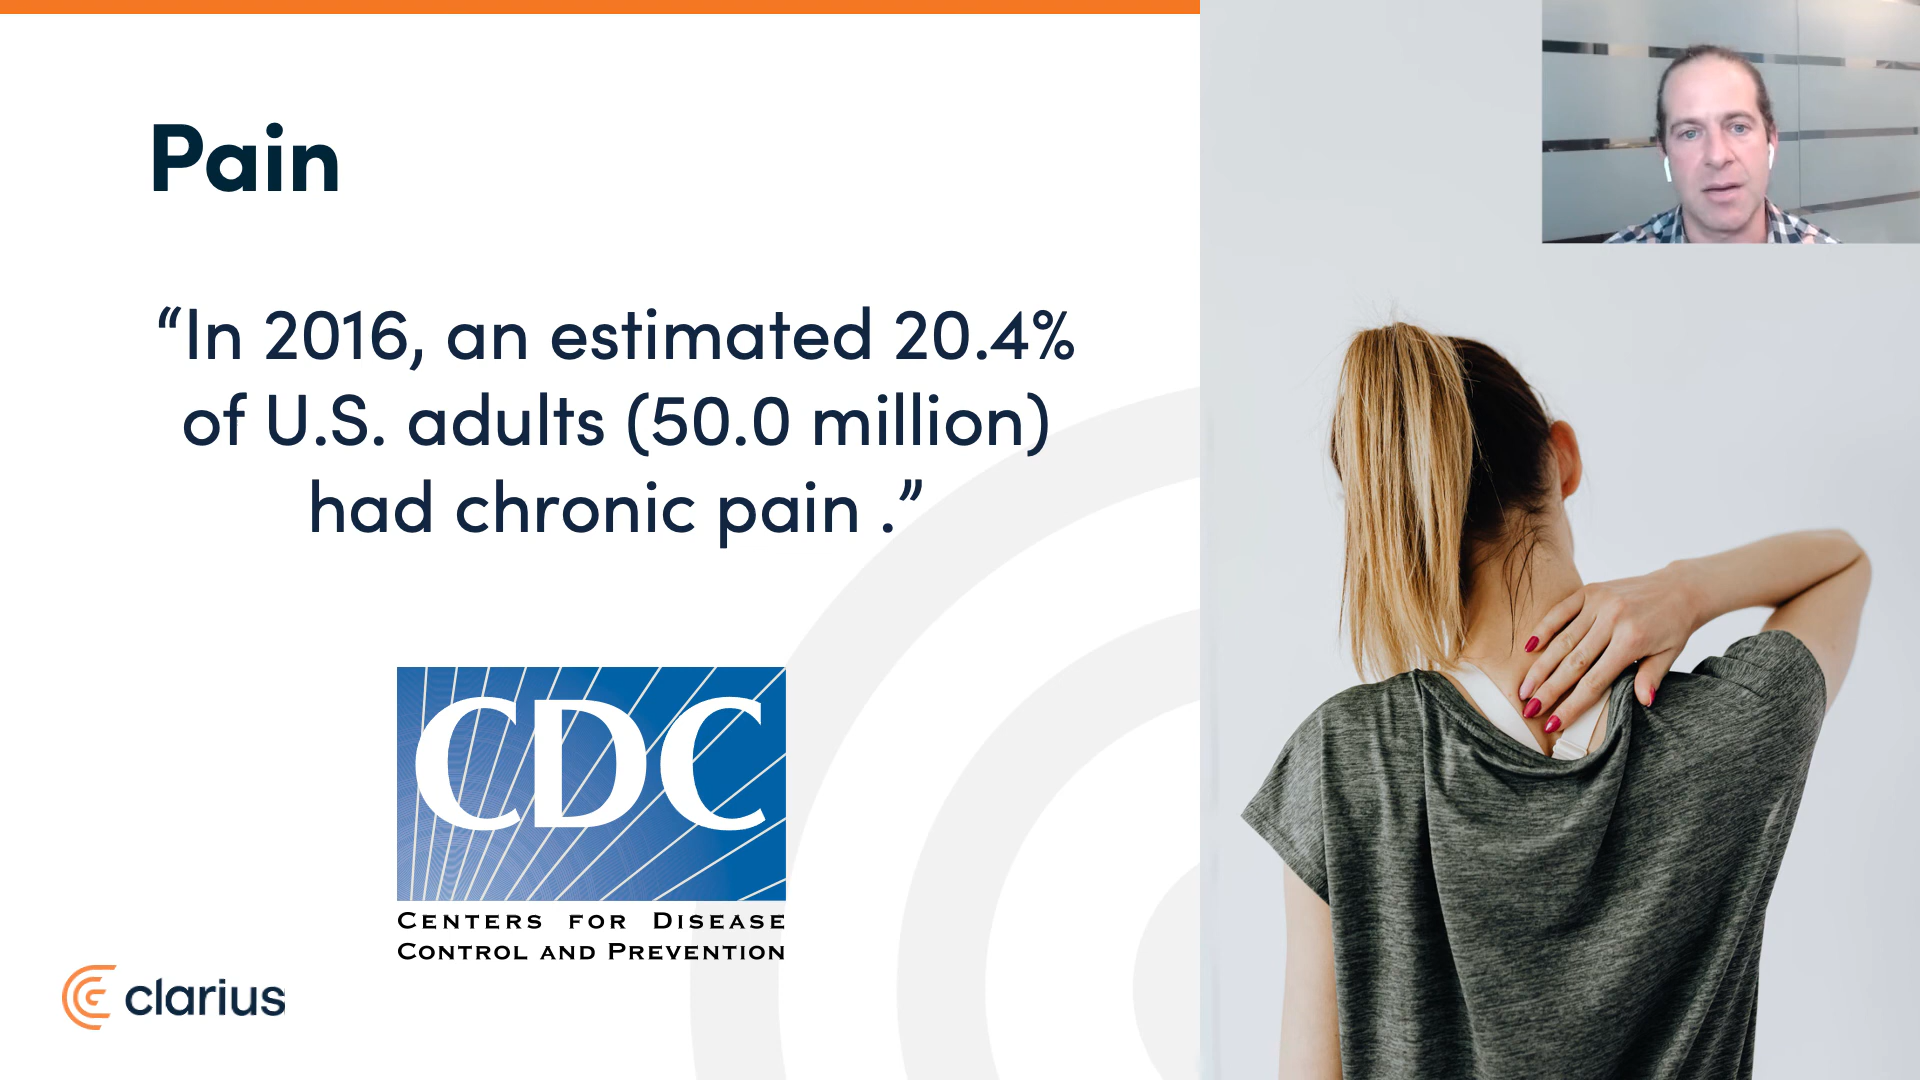 Pain
“In 2016, an estimated 20.4%
of U.S. adults (50.0 million)
had chronic pain .”
CDC
CENTERS FOR DISEASE
CONTROL AND PREVENTION
clarius